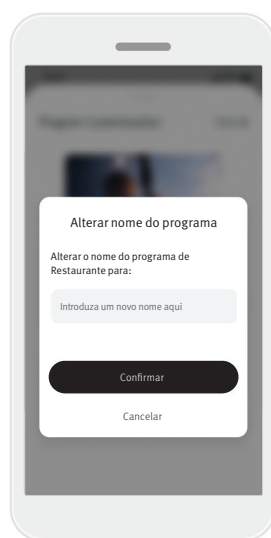 Alterar nome do programa
Alterar o nome do programa de
Restaurante para:
Introduza um novo nome aqui
Confirmar
Cancelar